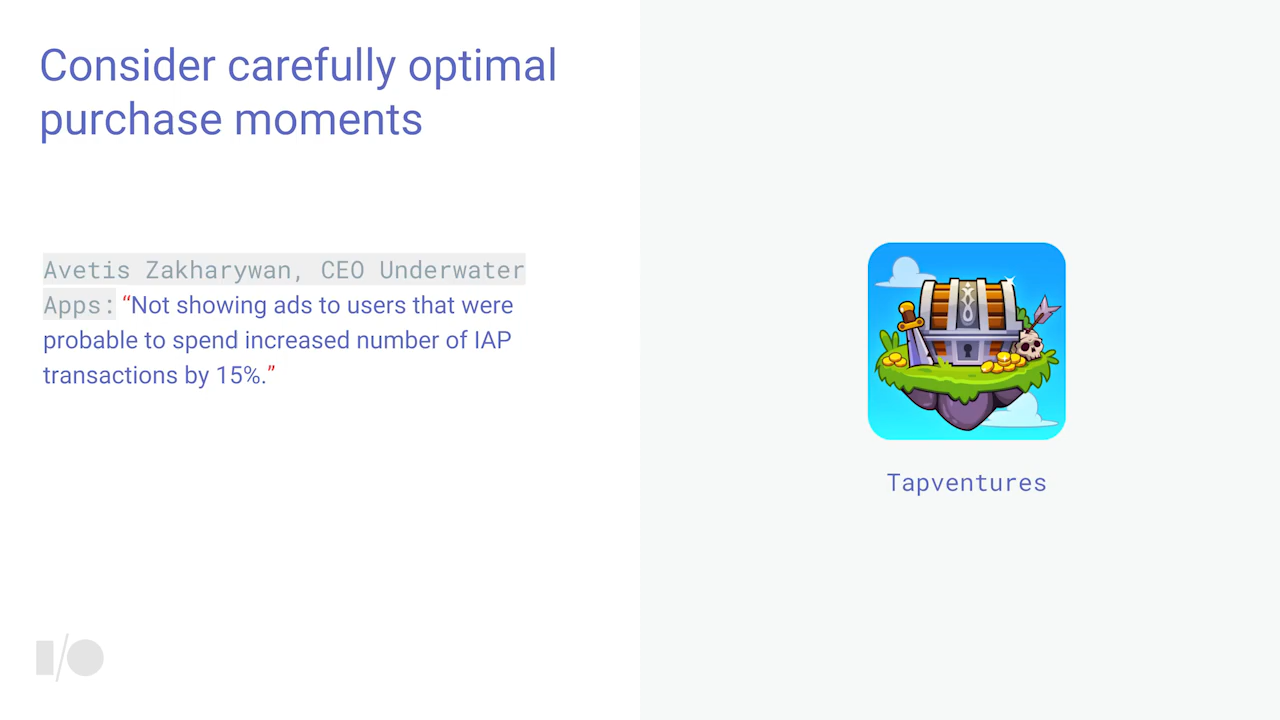 Consider carefully optimal
purchase moments
Avetis Zakharywan, CEO Underwater
Apps: “Not showing ads to users that were
probable to spend increased number of IAP
transactions by 15%.”
Tapventures
I/O